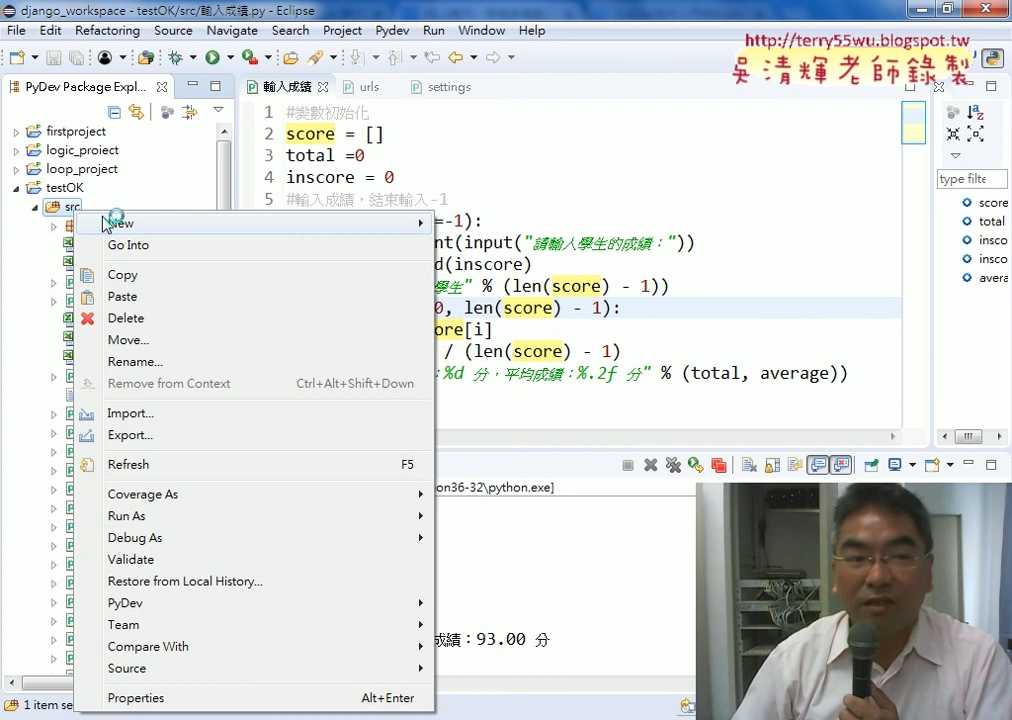 django_workspace - testOK/src/輸入成績.py - Eclipse
File Edit Refactoring Source Navigate Search Project Pydev Run Window Help
http://terry55wu.blogspot.tw
吳清輝老師錄製
PyDev Package Expl...
輸入成績
urls
settings
firstproject
logic_project
loop_project
testOK
src
1 #變數初始化
2 score = []
3 total =0
4 inscore = 0
5 #輸入成績，結束輸入-1
=-1):
nt(input("請輸入學生的成績："))
d(inscore)
學生" % (len(score) - 1))
0, len(score) - 1):
ore[i]
/ (len(score) - 1)
：%d 分，平均成績：%.2f 分" % (total, average))
type filte
score
total
insco
insco
avera
New
Go Into
Copy
Paste
Delete
Move...
Rename...
Remove from Context Ctrl+Alt+Shift+Down
Import...
Export...
Refresh F5
Coverage As
Run As
Debug As
Validate
Restore from Local History...
PyDev
Team
Compare With
Source
Properties Alt+Enter
on36-32\python.exe]
成績：93.00 分
1 item se